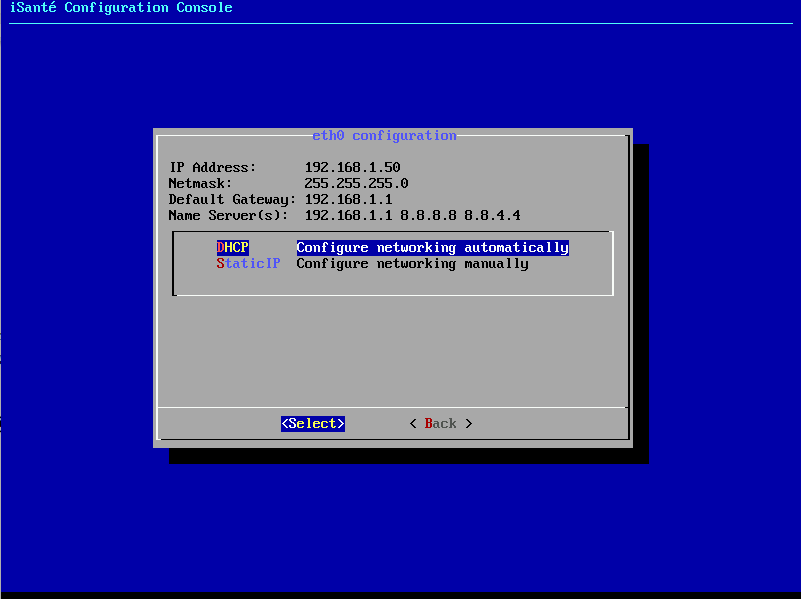 iSanté Configuration Console
eth0 configuration
IP Address: 192.168.1.50
Netmask: 255.255.255.0
Default Gateway: 192.168.1.1
Name Server(s): 192.168.1.1 8.8.8.8 8.8.4.4
DHCP Configure networking automatically
StaticIP Configure networking manually
<Select> < Back >